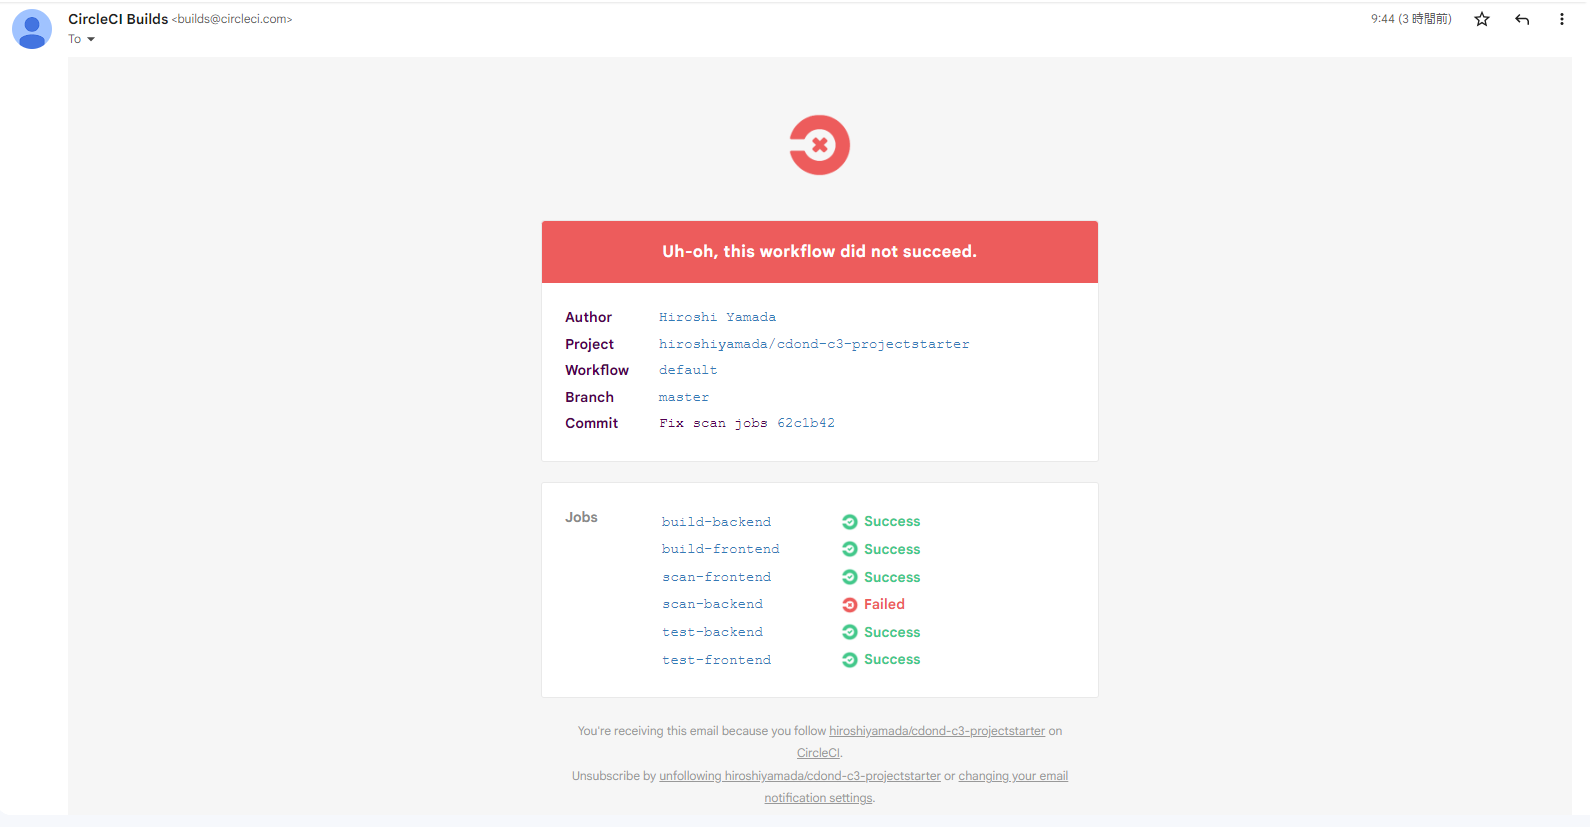 CircleCI Builds <builds@circleci.com> 9:44 (3 時間前)
To
Uh-oh, this workflow did not succeed.
Author Hiroshi Yamada
Project hiroshiyamada/cdond-c3-projectstarter
Workflow default
Branch master
Commit Fix scan jobs 62c1b42
Jobs
build-backend Success
build-frontend Success
scan-frontend Success
scan-backend Failed
test-backend Success
test-frontend Success
You're receiving this email because you follow hiroshiyamada/cdond-c3-projectstarter on
CircleCI.
Unsubscribe by unfollowing hiroshiyamada/cdond-c3-projectstarter or changing your email
notification settings.